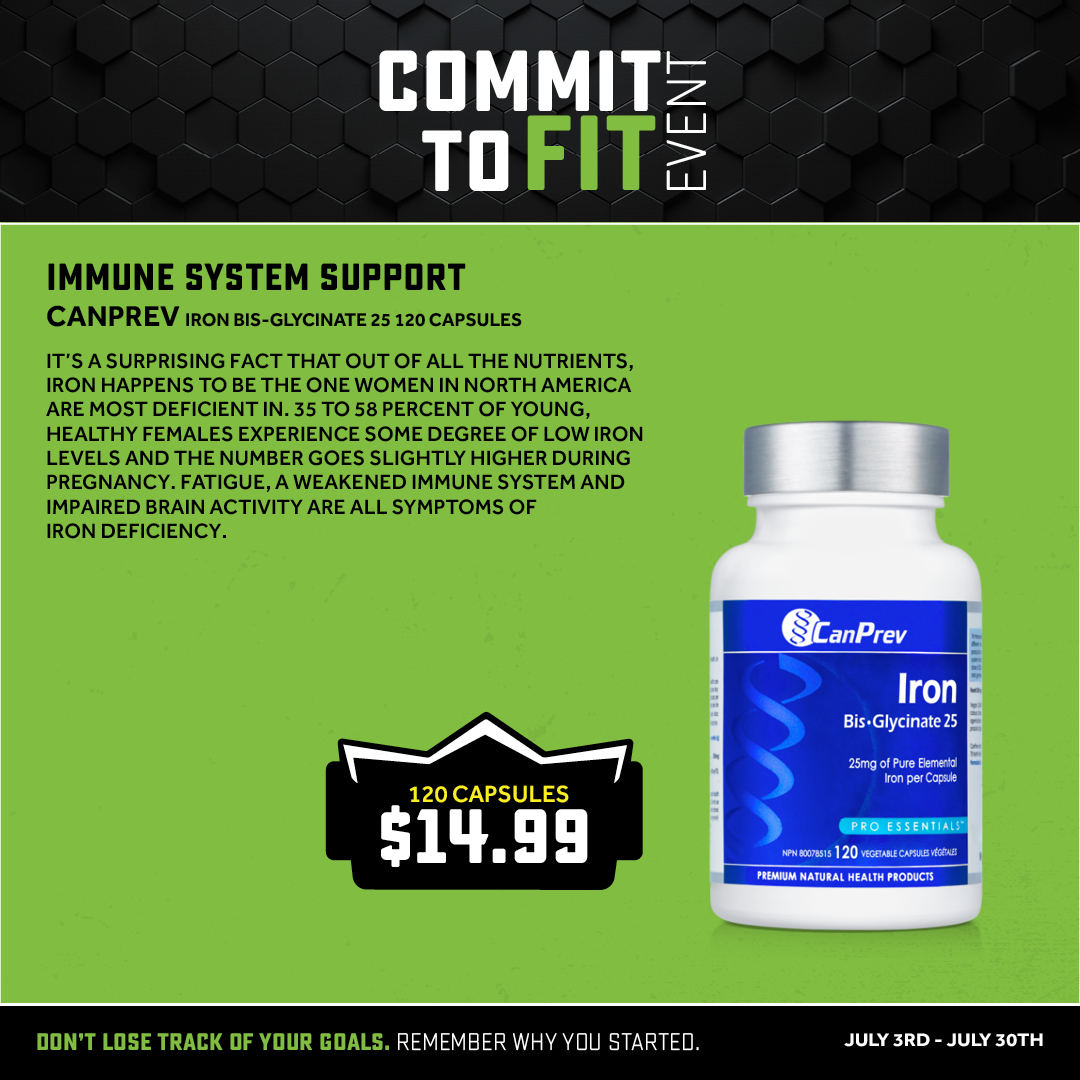 COMMIT
TO FIT
EVENT
IMMUNE SYSTEM SUPPORT
CANPREV IRON BIS-GLYCINATE 25 120 CAPSULES
IT'S A SURPRISING FACT THAT OUT OF ALL THE NUTRIENTS,
IRON HAPPENS TO BE THE ONE WOMEN IN NORTH AMERICA
ARE MOST DEFICIENT IN. 35 TO 58 PERCENT OF YOUNG,
HEALTHY FEMALES EXPERIENCE SOME DEGREE OF LOW IRON
LEVELS AND THE NUMBER GOES SLIGHTLY HIGHER DURING
PREGNANCY. FATIGUE, A WEAKENED IMMUNE SYSTEM AND
IMPAIRED BRAIN ACTIVITY ARE ALL SYMPTOMS OF
IRON DEFICIENCY.
120 CAPSULES
$14.99
CanPrev
Iron
Bis•Glycinate 25
25mg of Pure Elemental
Iron per Capsule
PRO ESSENTIALS™
NPN 80078515 120 VEGETABLE CAPSULES VÉGÉTALES
PREMIUM NATURAL HEALTH PRODUCTS
DON'T LOSE TRACK OF YOUR GOALS. REMEMBER WHY YOU STARTED.
JULY 3RD - JULY 30TH